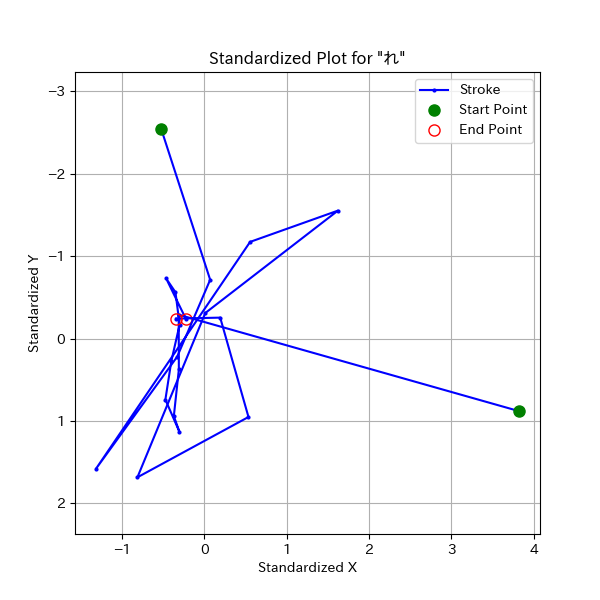 Standardized Plot for "れ"
Stroke
Start Point
End Point
Standardized Y
−3
−2
−1
0
1
2
−1 0 1 2 3 4
Standardized X